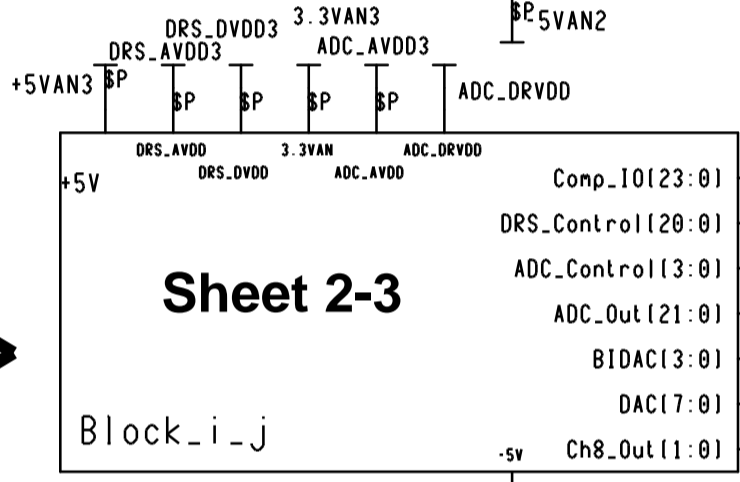 3.3VAN3
$P 5VAN2
DRS_DVDD3
DRS_AVDD3
ADC_AVDD3
+5VAN3 $P
$P
$P
$P
$P
ADC_DRVDD
DRS_AVDD
3.3VAN
ADC_DRVDD
DRS_DVDD
ADC_AVDD
+5V
Comp_IO[23:0]
DRS_Control[20:0]
ADC_Control[3:0]
Sheet 2-3
ADC_Out[21:0]
BIDAC[3:0]
DAC[7:0]
Block_i_j
-5V
Ch8_Out[1:0]